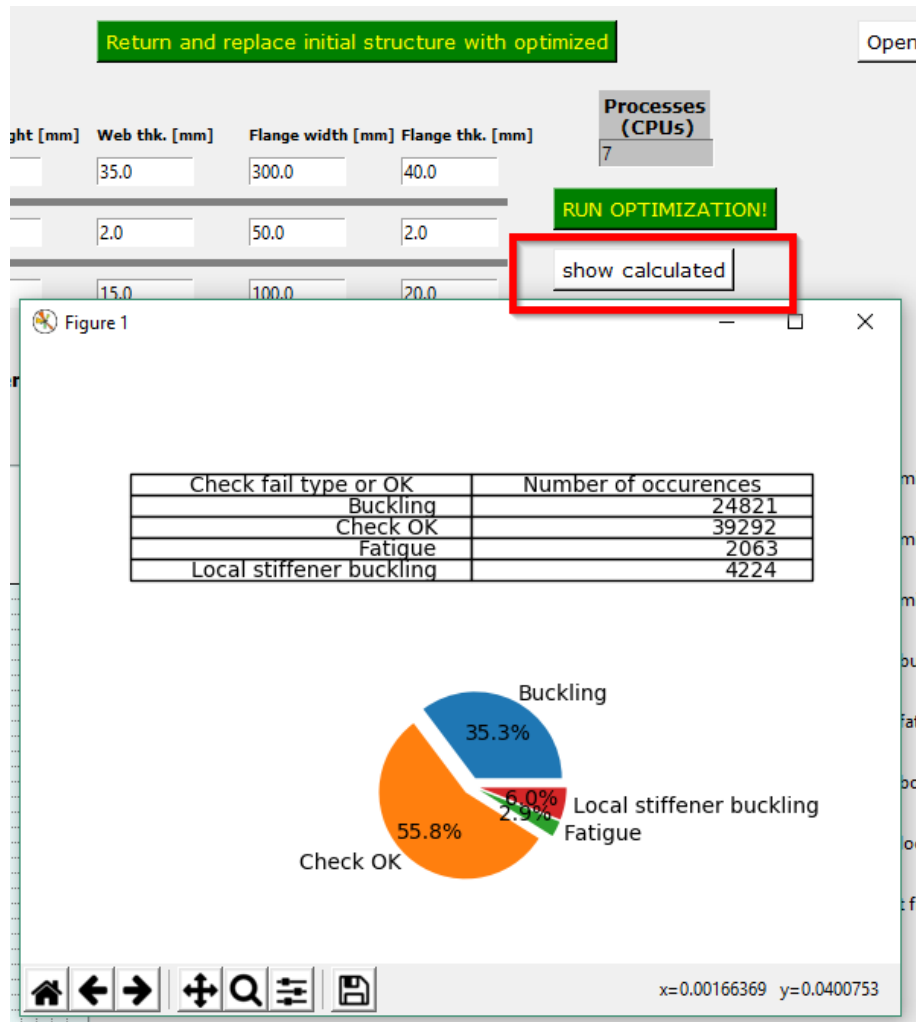 Return and replace initial structure with optimized
Open
Processes
(CPUs)
ght [mm] Web thk. [mm] Flange width [mm] Flange thk. [mm]
7
35.0 300.0 40.0
RUN OPTIMIZATION!
2.0 50.0 2.0
show calculated
15.0 100.0 20.0
Figure 1
Check fail type or OK Number of occurences
Buckling 24821
Check OK 39292
Fatigue 2063
Local stiffener buckling 4224
Buckling
35.3%
6.0%
Local stiffener buckling
2.9%
55.8%
Fatigue
Check OK
x=0.00166369 y=0.0400753